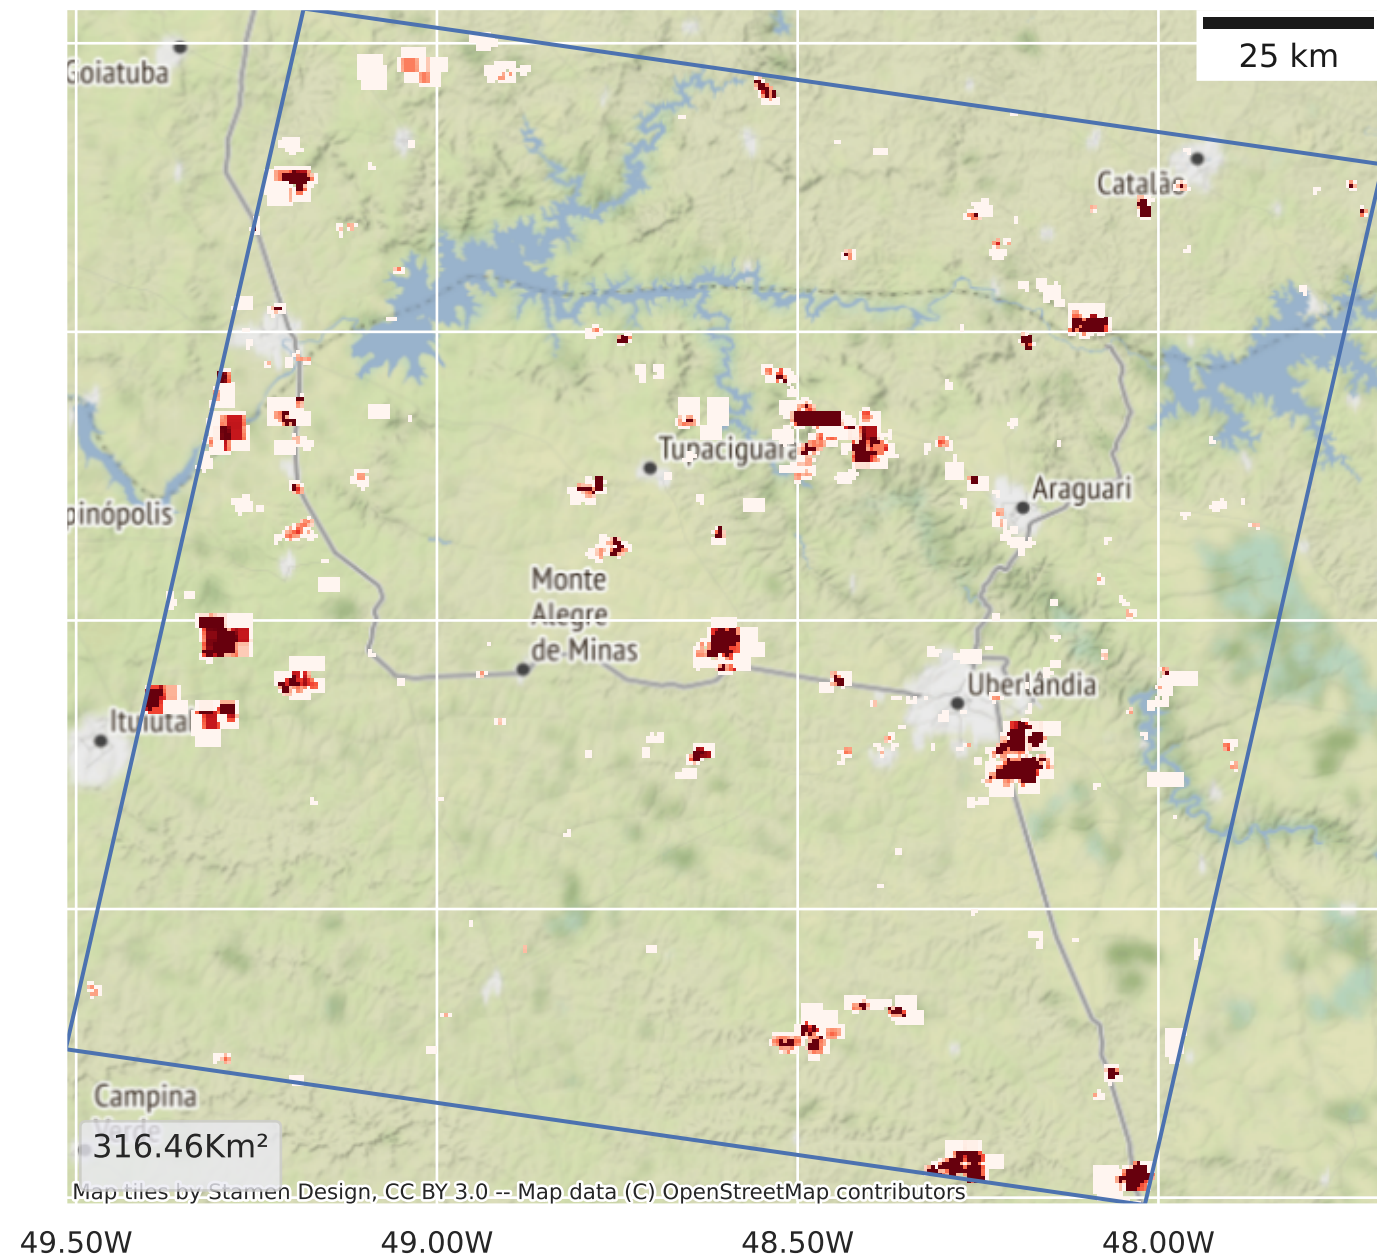 25 km
Goiatuba
Catalão
Tupaciguara
Araguari
pinópolis
Monte
Alegre
de Minas
Uberlândia
Ituiuta
Campina
Verde
316.46Km²
Map tiles by Stamen Design, CC BY 3.0 -- Map data (C) OpenStreetMap contributors
49.50W 49.00W 48.50W 48.00W